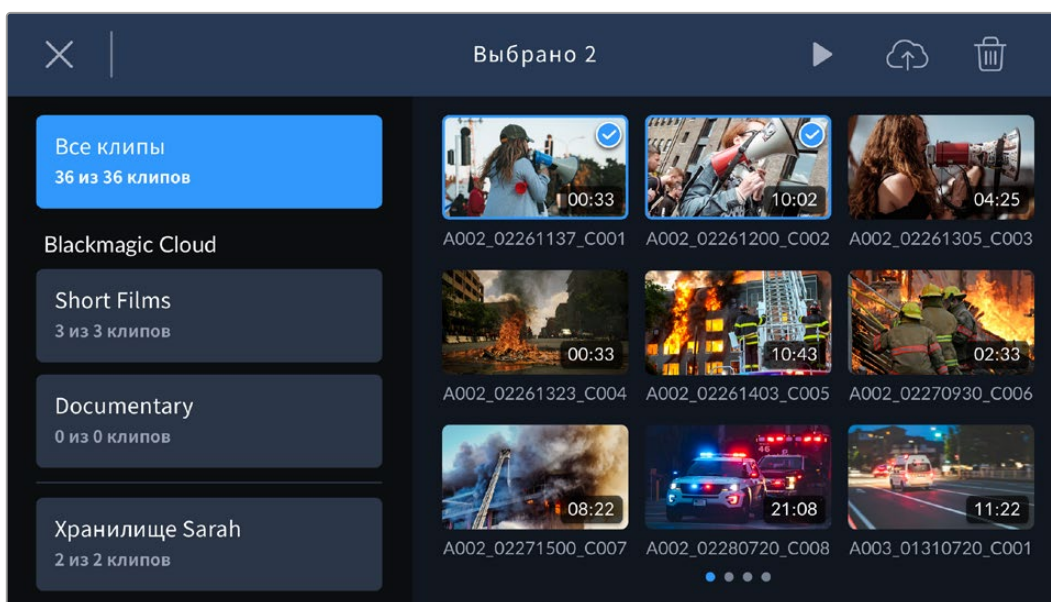 Выбрано 2
Все клипы
36 из 36 клипов
Blackmagic Cloud
Short Films
3 из 3 клипов
Documentary
0 из 0 клипов
Хранилище Sarah
2 из 2 клипов
00:33 10:02 04:25
A002_02261137_C001 A002_02261200_C002 A002_02261305_C003
00:33 10:43 02:33
A002_02261323_C004 A002_02261403_C005 A002_02270930_C006
08:22 21:08 11:22
A002_02271500_C007 A002_02280720_C008 A003_01310720_C001